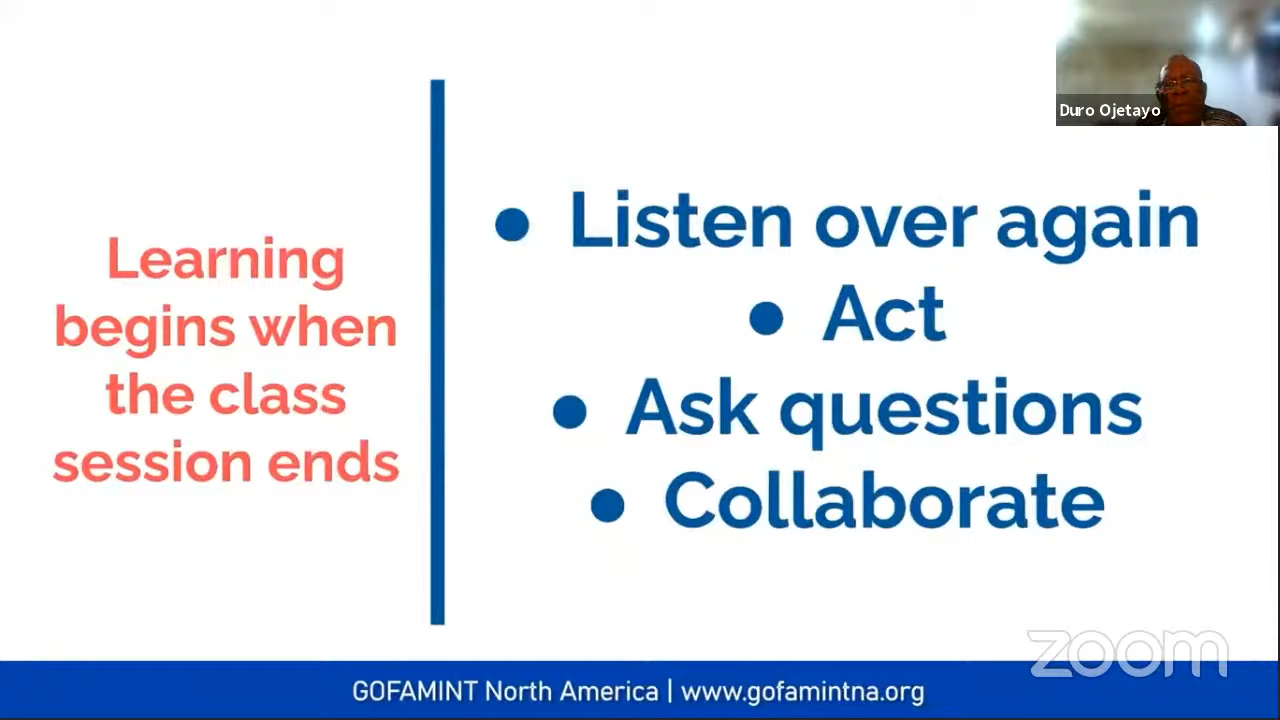 Duro Ojetayo
Learning
begins when
the class
session ends
● Listen over again
● Act
● Ask questions
● Collaborate
zoom
GOFAMINT North America | www.gofamintna.org